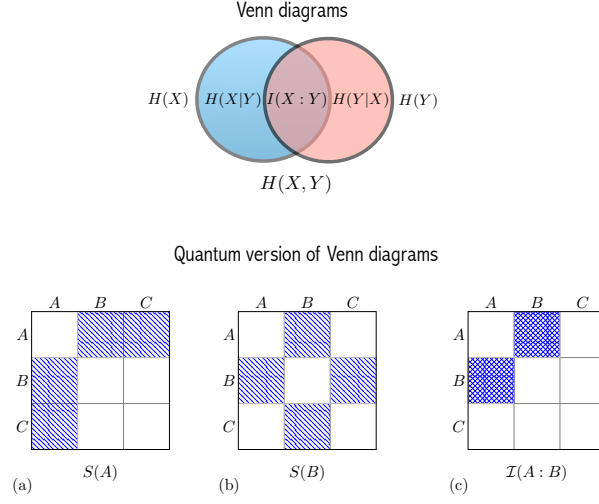 Venn diagrams
H(X) H(X|Y) I(X : Y) H(Y|X) H(Y)
H(X, Y)
Quantum version of Venn diagrams
A B C A B C A B C
A A A
B B B
C C C
S(A) S(B) I(A : B)
(a) (b) (c)